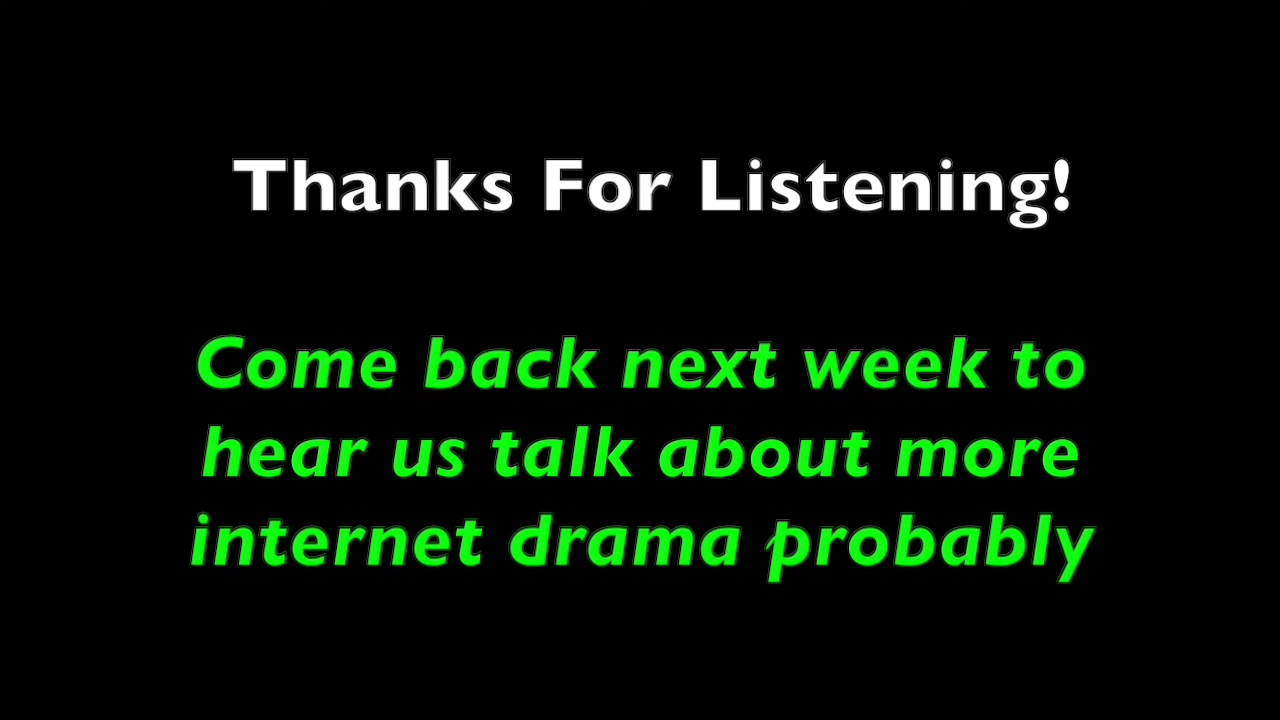 Thanks For Listening!
Come back next week to
hear us talk about more
internet drama probably